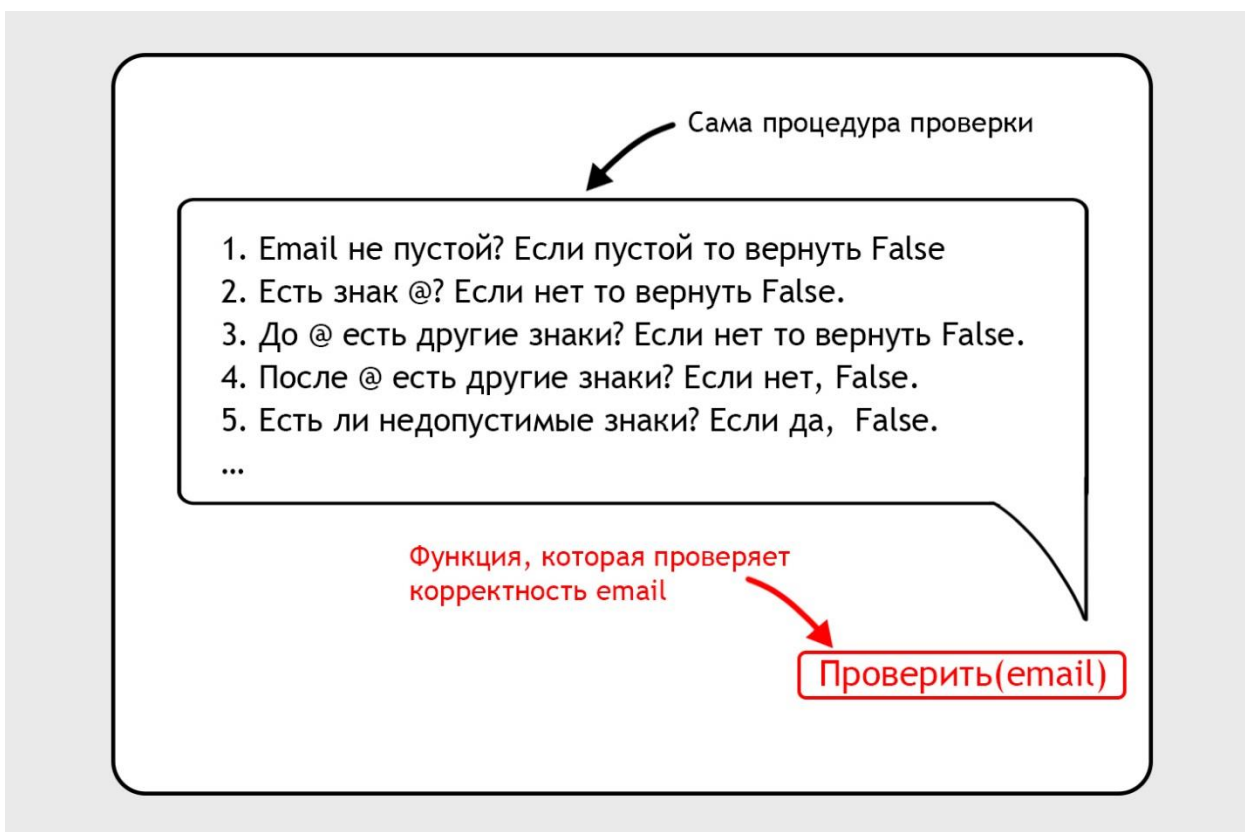 Сама процедура проверки
1. Email не пустой? Если пустой то вернуть False
2. Есть знак @? Если нет то вернуть False.
3. До @ есть другие знаки? Если нет то вернуть False.
4. После @ есть другие знаки? Если нет, False.
5. Есть ли недопустимые знаки? Если да, False.
...
Функция, которая проверяет
корректность email
Проверить(email)